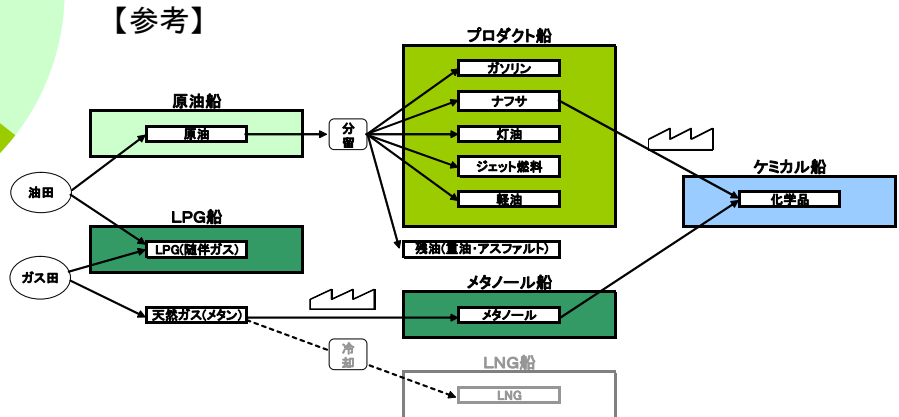 【参考】
プロダクト船
ガソリン
ナフサ
灯油
ジェット燃料
軽油
原油船
原油
分
留
油田
ガス田
LPG船
LPG(随伴ガス)
天然ガス(メタン)
残油(重油・アスファルト)
メタノール船
メタノール
ケミカル船
化学品
冷
却
LNG船
LNG